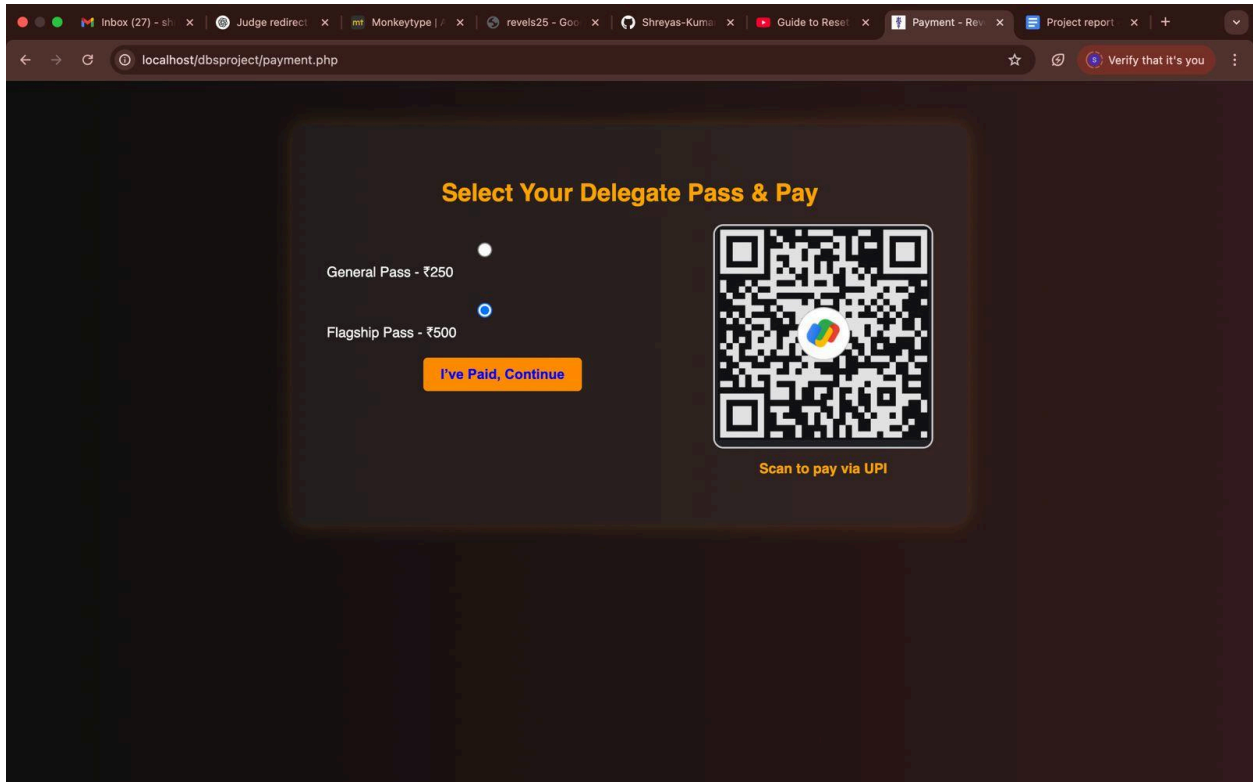 Inbox (27) - sh
Judge redirect
mt Monkeytype | A
revels25 - Goo
Shreyas-Kuma
Guide to Reset
Payment - Rev
Project report
localhost/dbsproject/payment.php
S
Verify that it's you
Select Your Delegate Pass & Pay
General Pass - ₹250
Flagship Pass - ₹500
I've Paid, Continue
Scan to pay via UPI